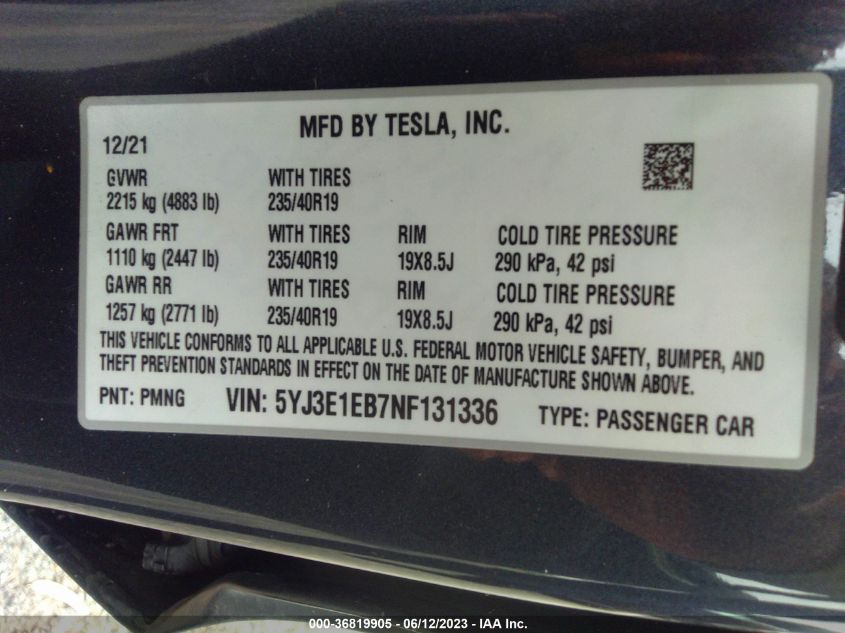 MFD BY TESLA, INC.
12/21
GVWR WITH TIRES
2215 kg (4883 lb) 235/40R19
GAWR FRT WITH TIRES RIM COLD TIRE PRESSURE
1110 kg (2447 lb) 235/40R19 19X8.5J 290 kPa, 42 psi
GAWR RR WITH TIRES RIM COLD TIRE PRESSURE
1257 kg (2771 lb) 235/40R19 19X8.5J 290 kPa, 42 psi
THIS VEHICLE CONFORMS TO ALL APPLICABLE U.S. FEDERAL MOTOR VEHICLE SAFETY, BUMPER, AND
THEFT PREVENTION STANDARDS IN EFFECT ON THE DATE OF MANUFACTURE SHOWN ABOVE.
PNT: PMNG VIN: 5YJ3E1EB7NF131336 TYPE: PASSENGER CAR
000-36819905 - 06/12/2023 - IAA Inc.